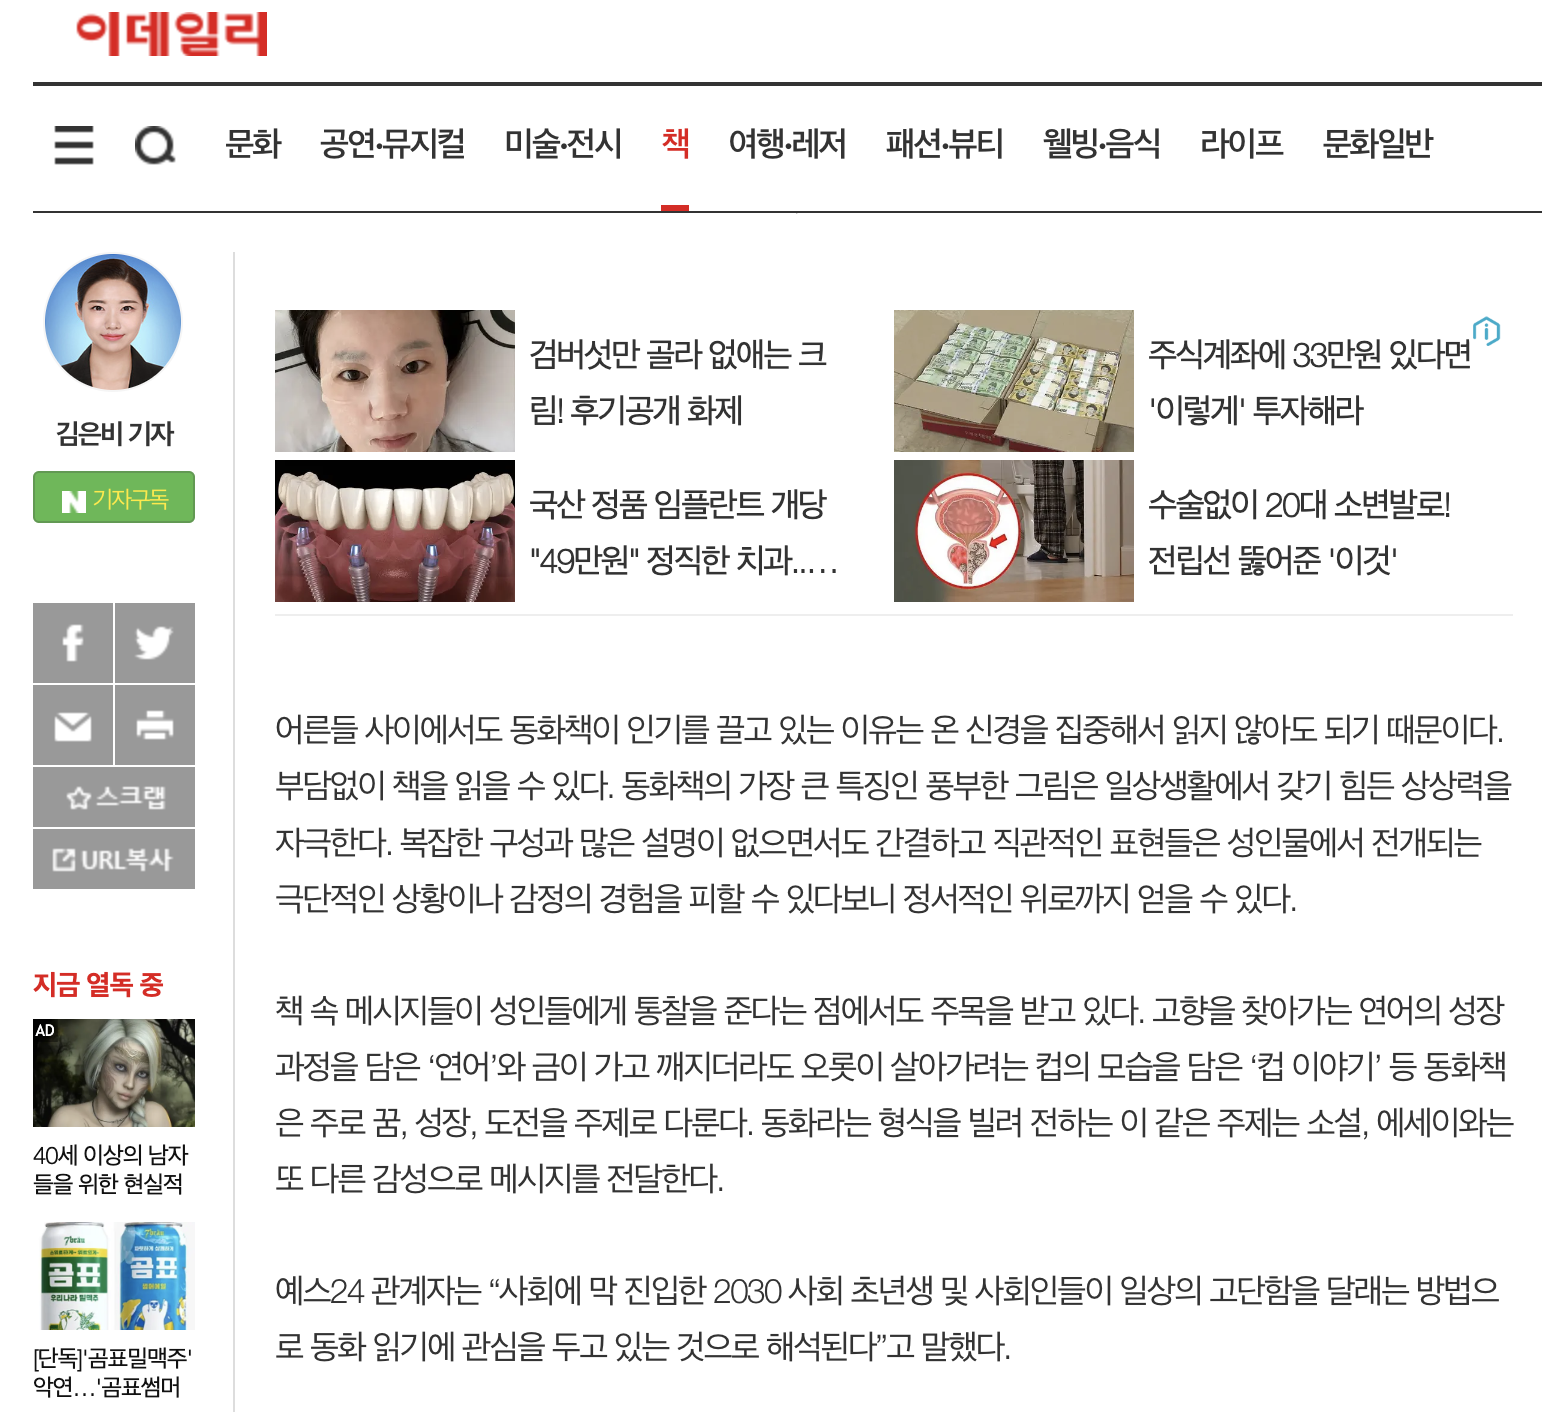 이데일리
문화 공연·뮤지컬 미술·전시 책 여행·레저 패션·뷰티 웰빙·음식 라이프 문화일반
김은비 기자
N 기자구독
스크랩
URL복사
지금 열독 중
AD
40세 이상의 남자
들을 위한 현실적
7bräu
곰표
우리나라 밀맥주
7bräu
곰표
[단독]'곰표밀맥주'
악연…'곰표썸머
검버섯만 골라 없애는 크
림! 후기공개 화제
주식계좌에 33만원 있다면
'이렇게' 투자해라
국산 정품 임플란트 개당
"49만원" 정직한 치과..…
수술없이 20대 소변발로!
전립선 뚫어준 '이것'
어른들 사이에서도 동화책이 인기를 끌고 있는 이유는 온 신경을 집중해서 읽지 않아도 되기 때문이다.
부담없이 책을 읽을 수 있다. 동화책의 가장 큰 특징인 풍부한 그림은 일상생활에서 갖기 힘든 상상력을
자극한다. 복잡한 구성과 많은 설명이 없으면서도 간결하고 직관적인 표현들은 성인물에서 전개되는
극단적인 상황이나 감정의 경험을 피할 수 있다보니 정서적인 위로까지 얻을 수 있다.
책 속 메시지들이 성인들에게 통찰을 준다는 점에서도 주목을 받고 있다. 고향을 찾아가는 연어의 성장
과정을 담은 ‘연어’와 금이 가고 깨지더라도 오롯이 살아가려는 컵의 모습을 담은 ‘컵 이야기’ 등 동화책
은 주로 꿈, 성장, 도전을 주제로 다룬다. 동화라는 형식을 빌려 전하는 이 같은 주제는 소설, 에세이와는
또 다른 감성으로 메시지를 전달한다.
예스24 관계자는 “사회에 막 진입한 2030 사회 초년생 및 사회인들이 일상의 고단함을 달래는 방법으
로 동화 읽기에 관심을 두고 있는 것으로 해석된다”고 말했다.